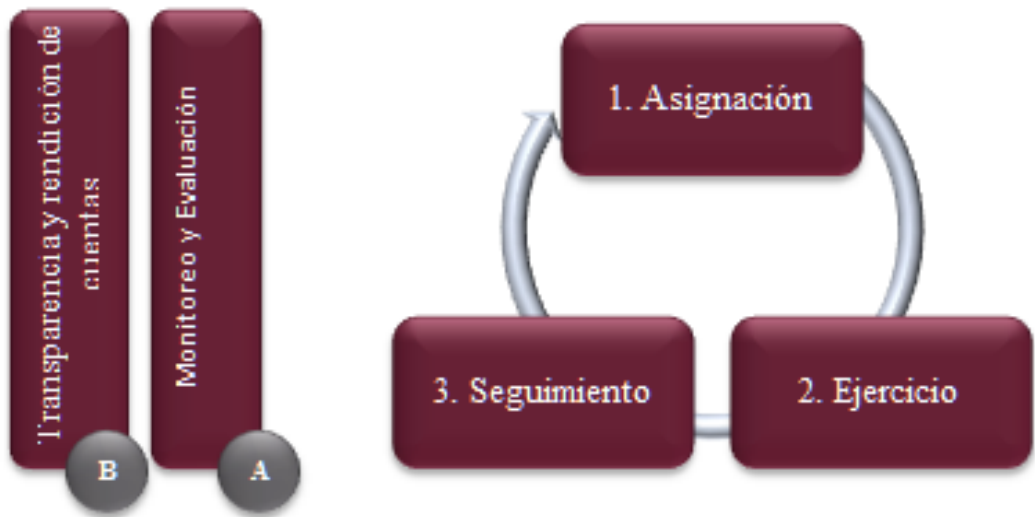 Transparencia y rendición de
cuentas
B
Monitoreo y Evaluación
A
1. Asignación
3. Seguimiento
2. Ejercicio